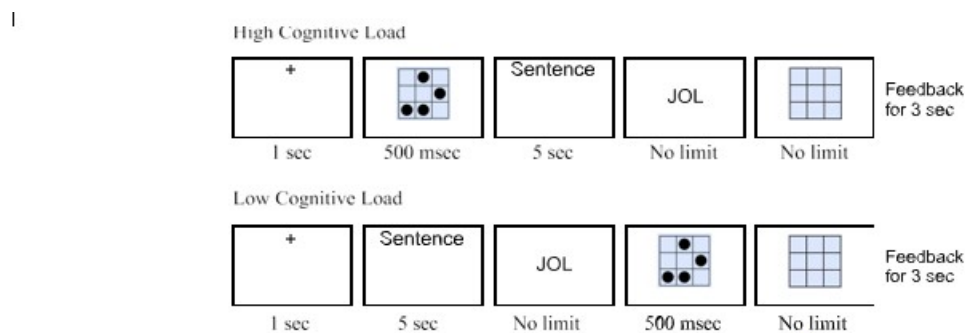 High Cognitive Load
+
Sentence
JOL
Feedback
for 3 sec
1 sec
500 msec
5 sec
No limit
No limit
Low Cognitive Load
+
Sentence
JOL
Feedback
for 3 sec
1 sec
5 sec
No limit
500 msec
No limit